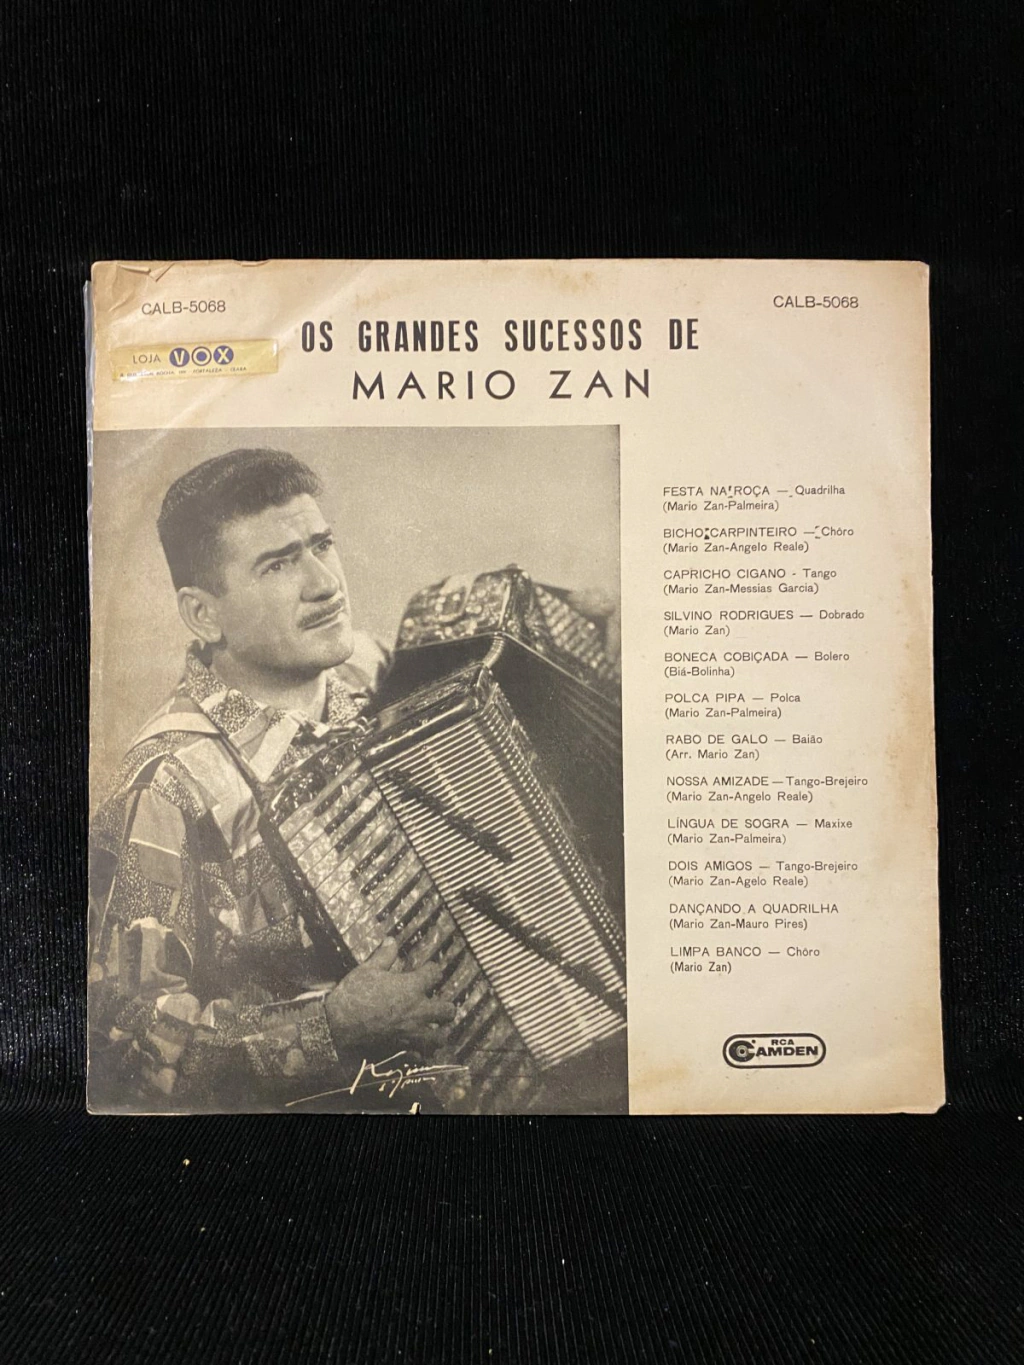 CALB-5068
CALB-5068
OS GRANDES SUCESSOS DE
MARIO ZAN
LOJA VOX
FORTALEZA - CEARÁ
FESTA NA ROÇA — Quadrilha
(Mario Zan-Palmeira)
BICHO CARPINTEIRO — Chôro
(Mario Zan-Angelo Reale)
CAPRICHO CIGANO - Tango
(Mario Zan-Messias Garcia)
SILVINO RODRIGUES — Dobrado
(Mario Zan)
BONECA COBIÇADA — Bolero
(Biá-Bolinha)
POLCA PIPA — Polca
(Mario Zan-Palmeira)
RABO DE GALO — Baião
(Arr. Mario Zan)
NOSSA AMIZADE — Tango-Brejeiro
(Mario Zan-Angelo Reale)
LÍNGUA DE SOGRA — Maxixe
(Mario Zan-Palmeira)
DOIS AMIGOS — Tango-Brejeiro
(Mario Zan-Agelo Reale)
DANÇANDO A QUADRILHA
(Mario Zan-Mauro Pires)
LIMPA BANCO — Chôro
(Mario Zan)
RCA
CAMDEN